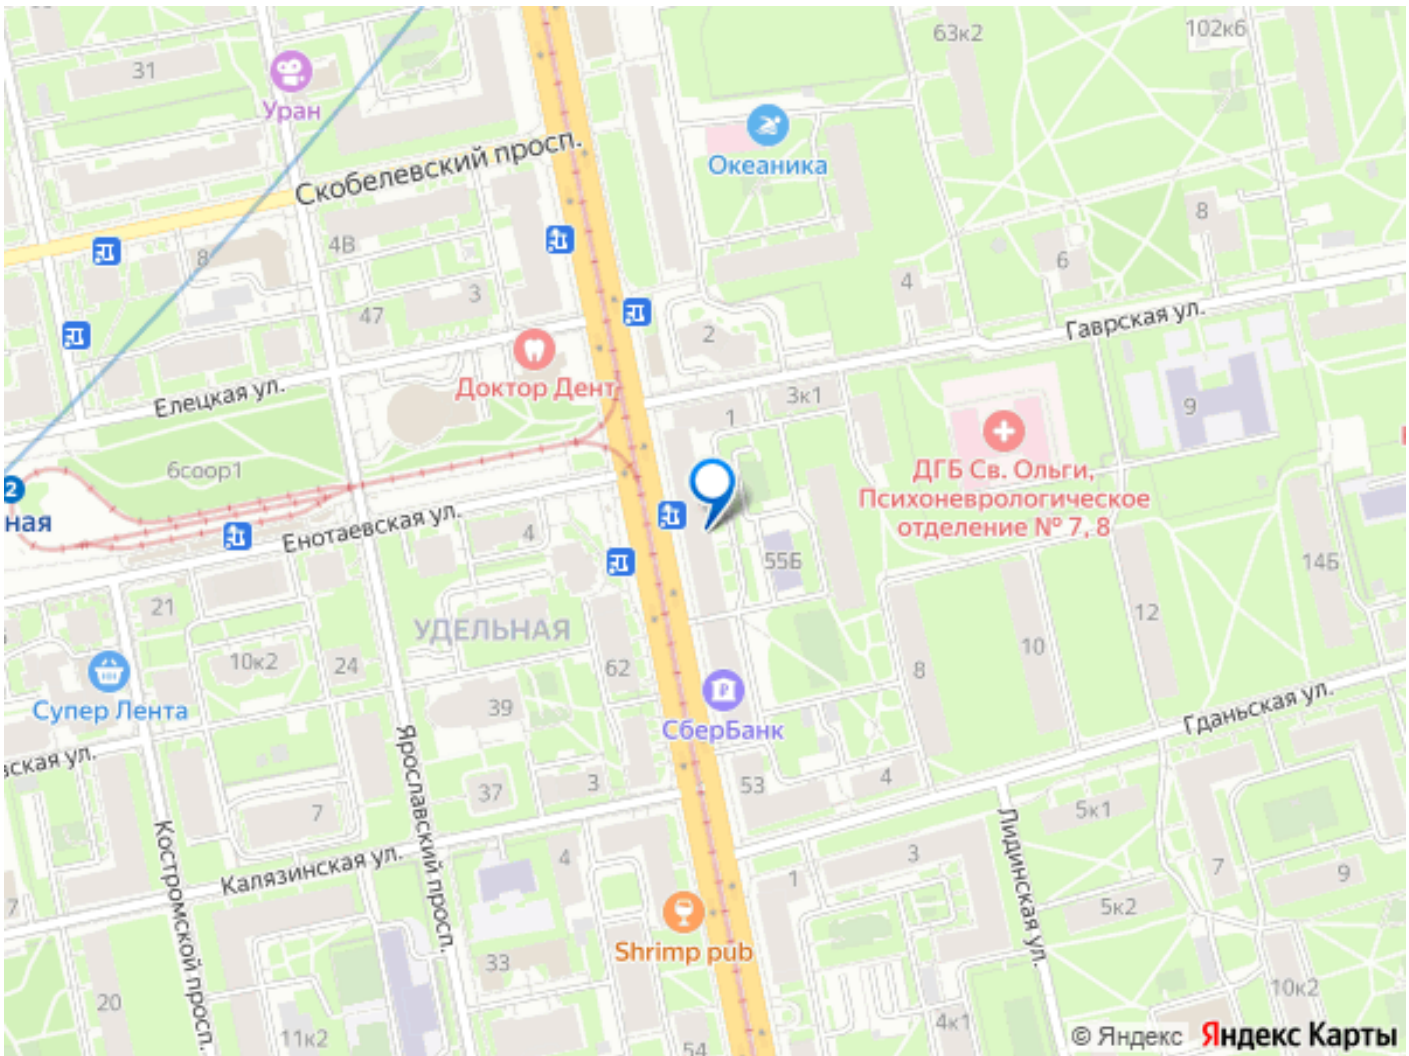 63к2
102к6
31
Уран
Океаника
Скобелевский просп.
8
4В
8
6
3
4
47
Гаврская ул.
2
Доктор Дент
Елецкая ул.
3к1
1
9
6соор1
2
ная
ДГБ Св. Ольги,
Психоневрологическое
отделение № 7, 8
Енотаевская ул.
4
55Б
14Б
21
12
УДЕЛЬНАЯ
10
10к2
24
62
8
Супер Лента
39
СберБанк
Гданьская ул.
вская ул.
Ярославский просп.
37
3
53
4
7
5к1
Костромской просп.
Калязинская ул.
4
3
Лидинская ул.
7
9
1
7
5к2
Shrimp pub
33
20
10к2
11к2
4к1
54
© Яндекс Яндекс Карты